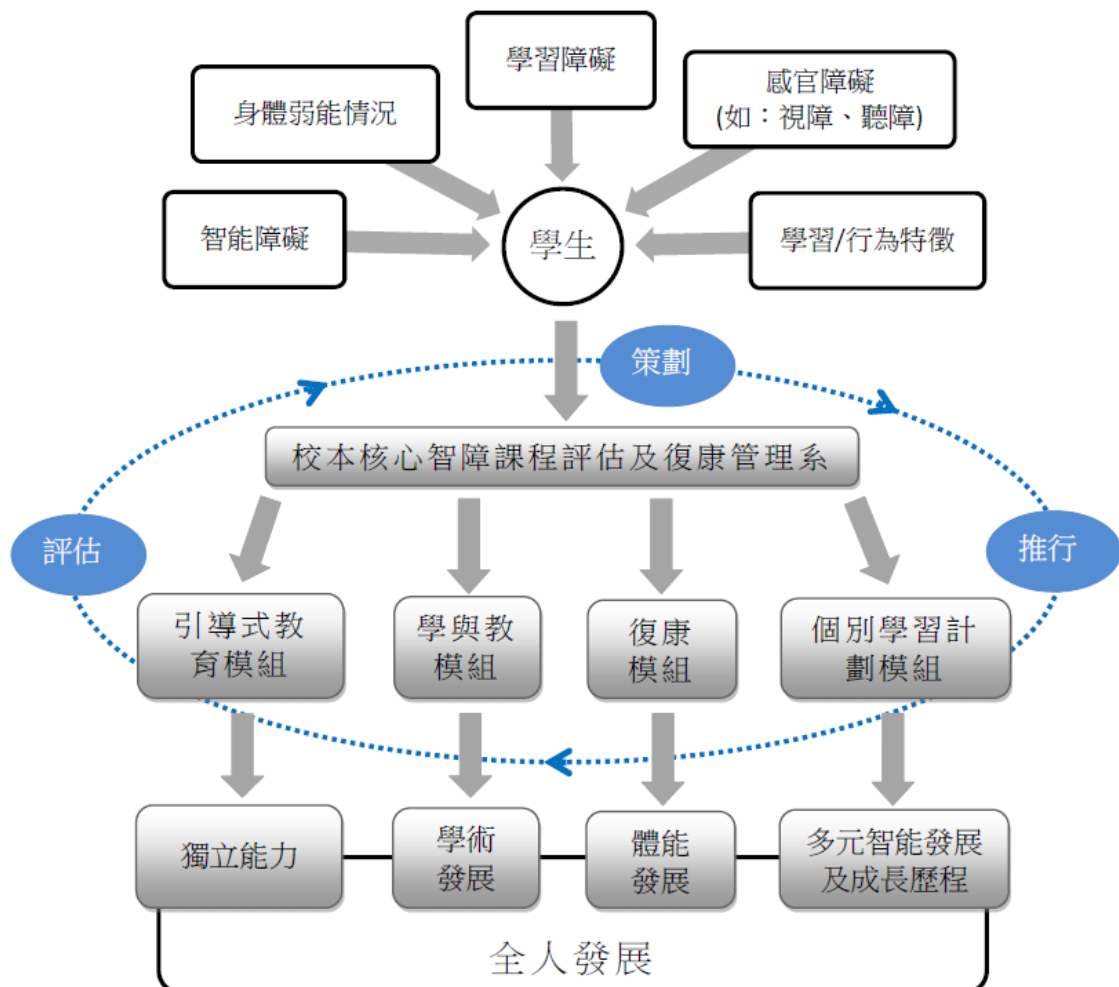 學習障礙
感官障礙
(如：視障、聽障)
身體弱能情況
智能障礙
學生
學習/行為特徵
策劃
校本核心智障課程評估及復康管理系
評估
推行
引導式教
育模組
學與教
模組
復康
模組
個別學習計
劃模組
獨立能力
學術
發展
體能
發展
多元智能發展
及成長歷程
全人發展